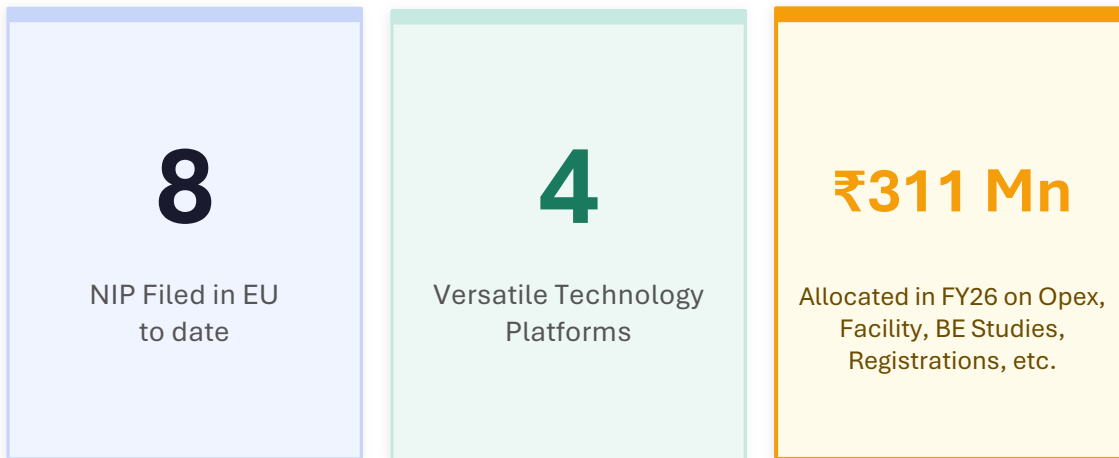 8
NIP Filed in EU
to date
4
Versatile Technology
Platforms
₹311 Mn
Allocated in FY26 on Opex,
Facility, BE Studies,
Registrations, etc.